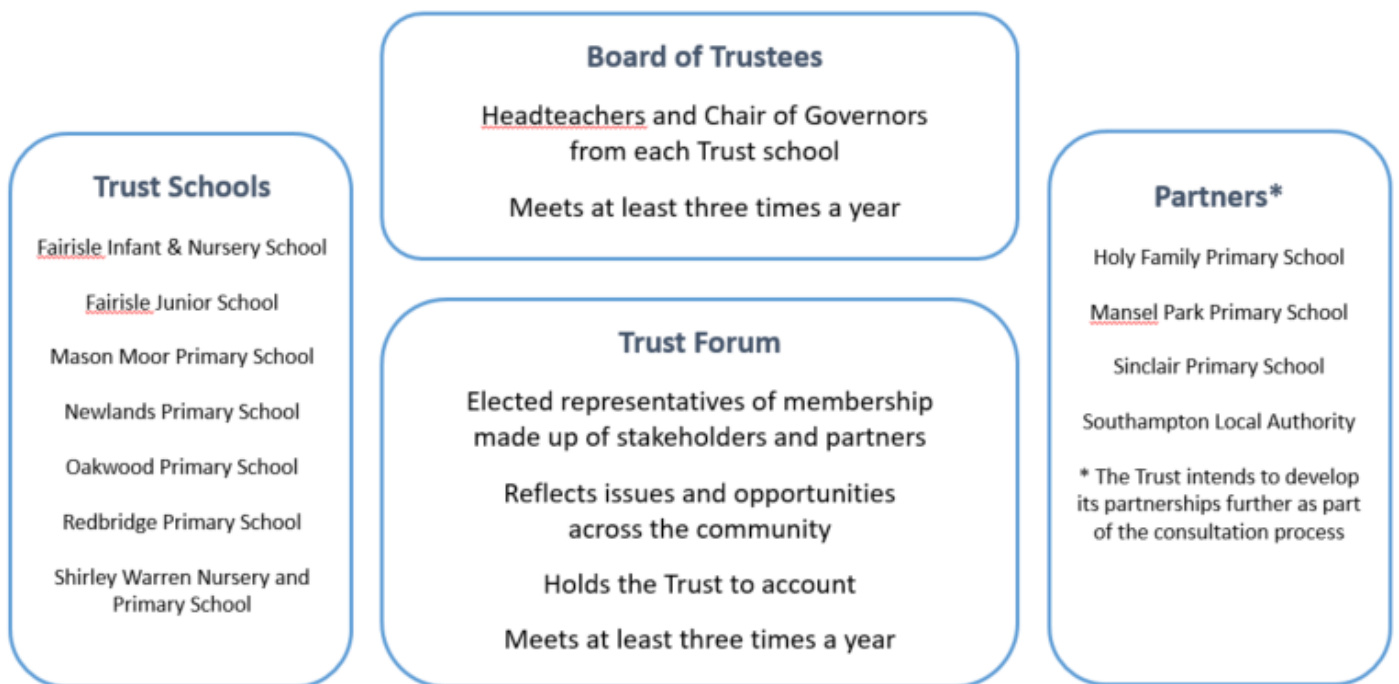 Board of Trustees
Headteachers and Chair of Governors
from each Trust school
Meets at least three times a year
Trust Schools
Fairisle Infant & Nursery School
Fairisle Junior School
Mason Moor Primary School
Newlands Primary School
Oakwood Primary School
Redbridge Primary School
Shirley Warren Nursery and
Primary School
Trust Forum
Elected representatives of membership
made up of stakeholders and partners
Reflects issues and opportunities
across the community
Holds the Trust to account
Meets at least three times a year
Partners*
Holy Family Primary School
Mansel Park Primary School
Sinclair Primary School
Southampton Local Authority
* The Trust intends to develop
its partnerships further as part
of the consultation process